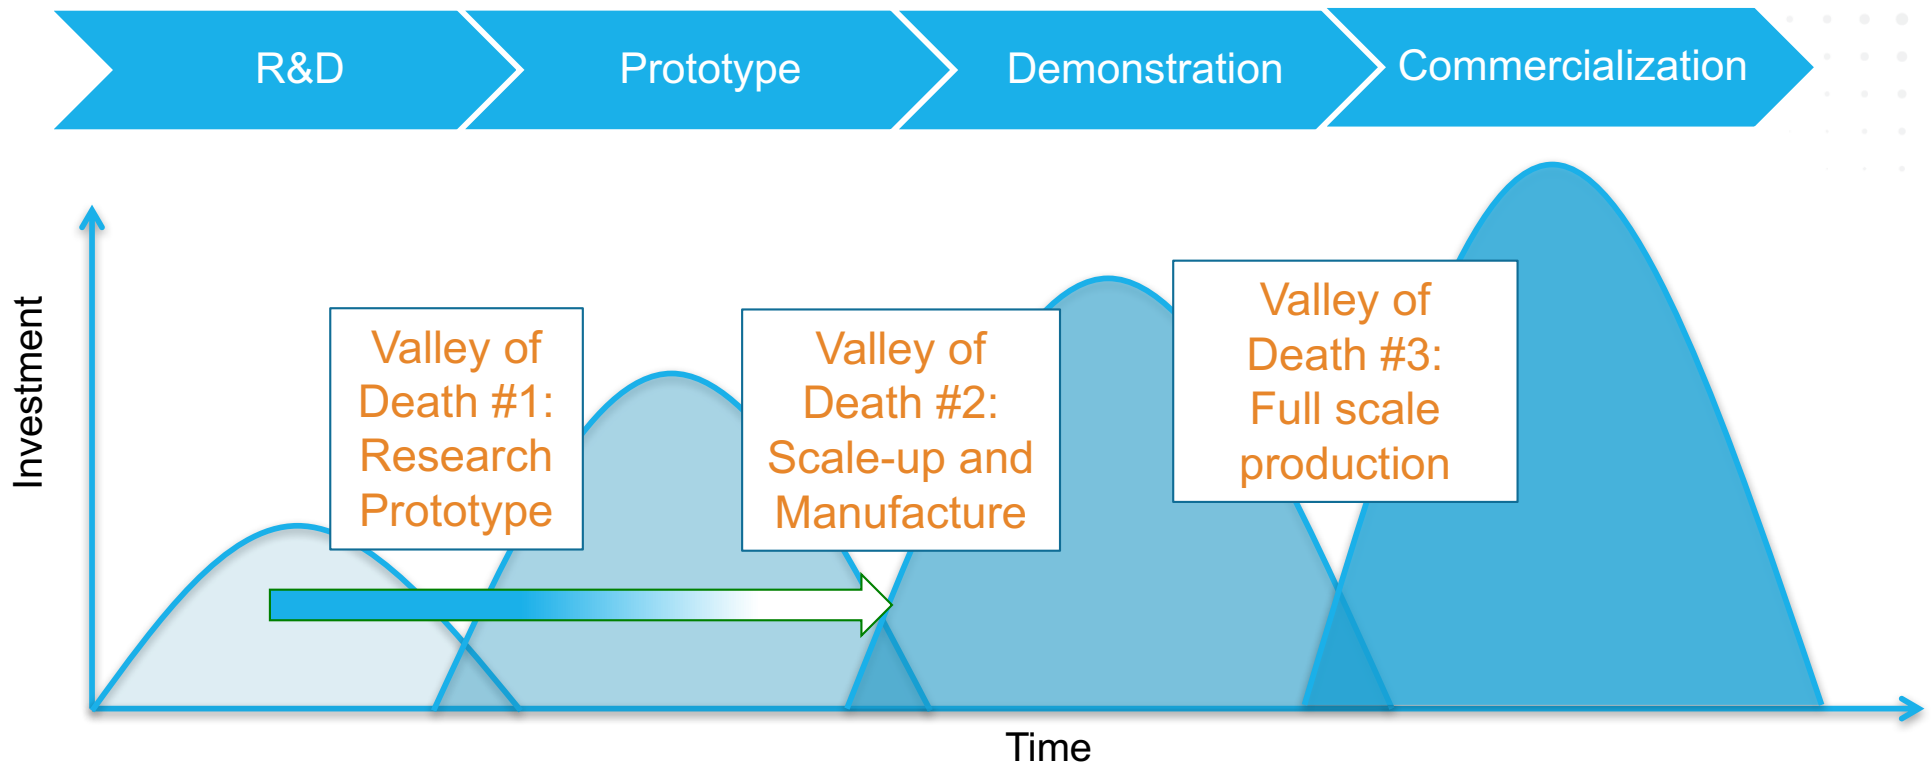 R&D
Prototype
Demonstration
Commercialization
Investment
Valley of
Death #1:
Research
Prototype
Valley of
Death #2:
Scale-up and
Manufacture
Valley of
Death #3:
Full scale
production
Time